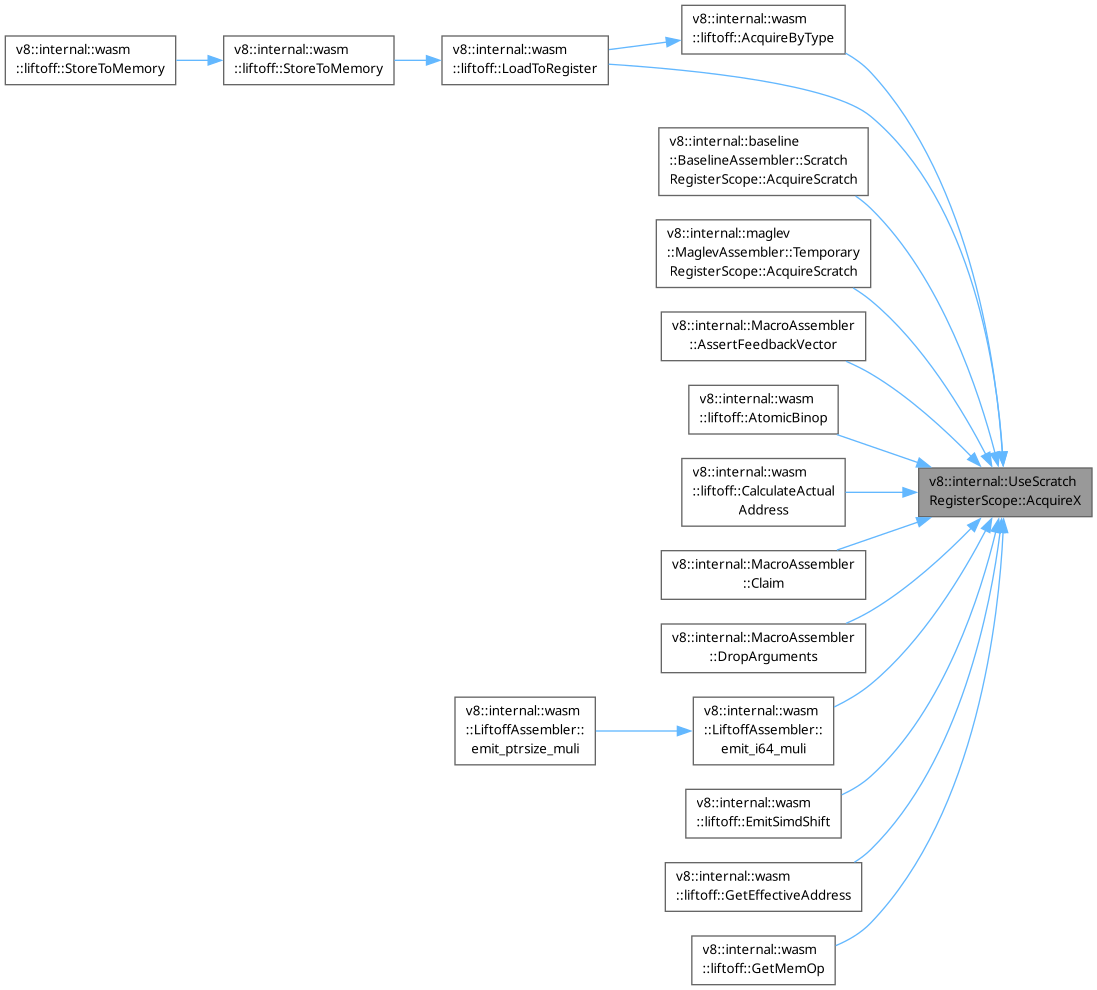 v8::internal::wasm
::liftoff::StoreToMemory
v8::internal::wasm
::liftoff::StoreToMemory
v8::internal::wasm
::liftoff::LoadToRegister
v8::internal::wasm
::liftoff::AcquireByType
v8::internal::baseline
::BaselineAssembler::Scratch
RegisterScope::AcquireScratch
v8::internal::maglev
::MaglevAssembler::Temporary
RegisterScope::AcquireScratch
v8::internal::MacroAssembler
::AssertFeedbackVector
v8::internal::wasm
::liftoff::AtomicBinop
v8::internal::wasm
::liftoff::CalculateActual
Address
v8::internal::UseScratch
RegisterScope::AcquireX
v8::internal::MacroAssembler
::Claim
v8::internal::MacroAssembler
::DropArguments
v8::internal::wasm
::LiftoffAssembler::
emit_ptrsize_muli
v8::internal::wasm
::LiftoffAssembler::
emit_i64_muli
v8::internal::wasm
::liftoff::EmitSimdShift
v8::internal::wasm
::liftoff::GetEffectiveAddress
v8::internal::wasm
::liftoff::GetMemOp